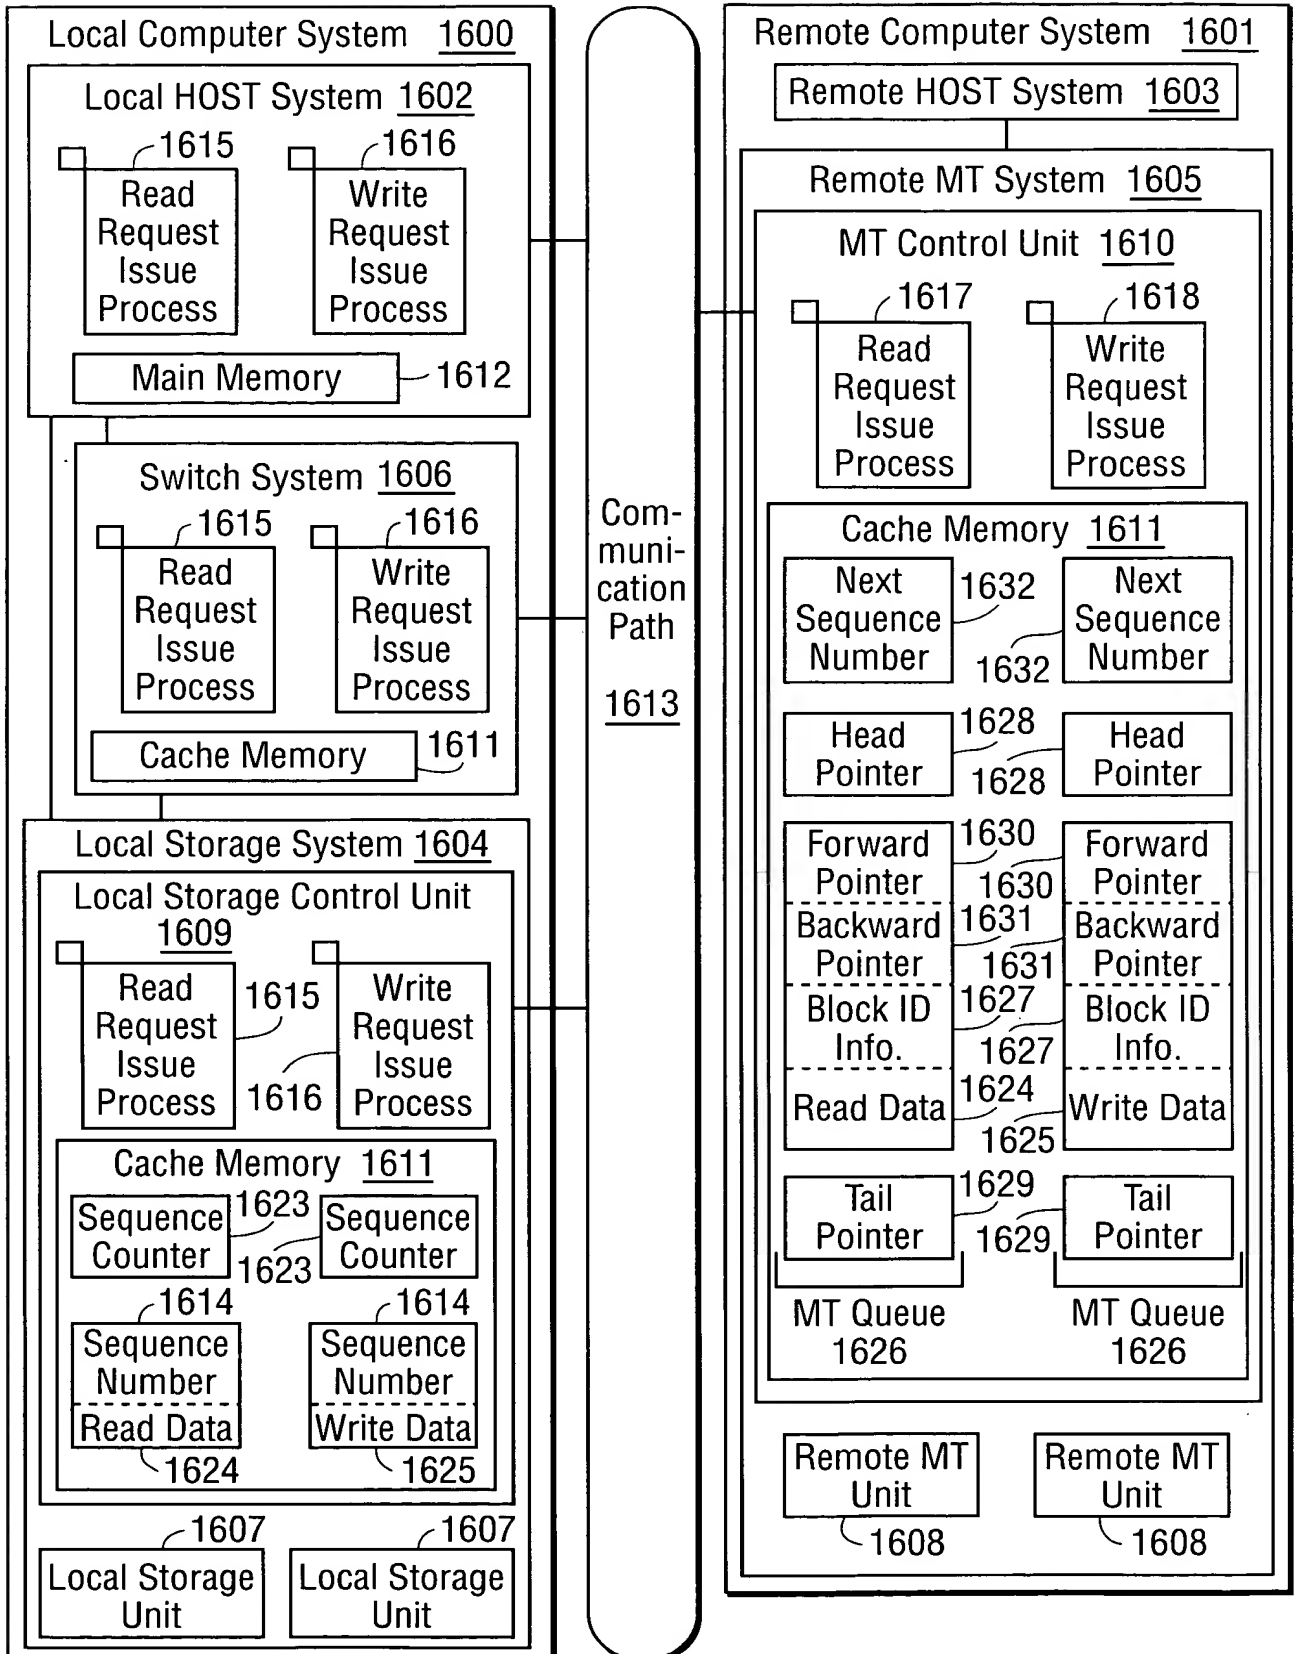 Local Computer System 1600
Local HOST System 1602
1615
1616
Read
Request
Issue
Process
Write
Request
Issue
Process
Main Memory
1612
Switch System 1606
1615
1616
Read
Request
Issue
Process
Write
Request
Issue
Process
Cache Memory
1611
Local Storage System 1604
Local Storage Control Unit
1609
Read
Request
Issue
Process
1615
1616
Write
Request
Issue
Process
Cache Memory 1611
Sequence
Counter
1623
1623
Sequence
Counter
1614
1614
Sequence
Number
Read Data
Sequence
Number
Write Data
1624
1625
1607
1607
Local Storage
Unit
Local Storage
Unit
Com-
muni-
cation
Path
1613
Remote Computer System 1601
Remote HOST System 1603
Remote MT System 1605
MT Control Unit 1610
1617
1618
Read
Request
Issue
Process
Write
Request
Issue
Process
Cache Memory 1611
Next
Sequence
Number
1632
1632
Next
Sequence
Number
Head
Pointer
1628
1628
Head
Pointer
Forward
Pointer
1630
1630
Forward
Pointer
Backward
Pointer
1631
1631
Backward
Pointer
Block ID
Info.
1627
1627
Block ID
Info.
Read Data
1624
1625
Write Data
Tail
Pointer
1629
1629
Tail
Pointer
MT Queue
1626
MT Queue
1626
Remote MT
Unit
Remote MT
Unit
1608
1608